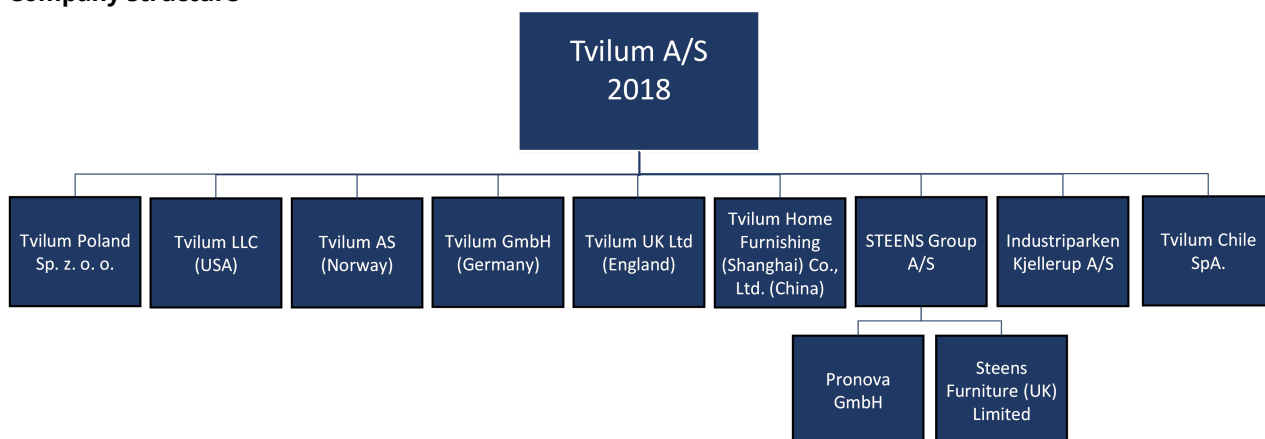 Company structure
Tvilum A/S
2018
Tvilum Poland
Sp. z. o. o.
Tvilum LLC
(USA)
Tvilum AS
(Norway)
Tvilum GmbH
(Germany)
Tvilum UK Ltd
(England)
Tvilum Home
Furnishing
(Shanghai) Co.,
Ltd. (China)
STEENS Group
A/S
Industriparken
Kjellerup A/S
Tvilum Chile
SpA.
Pronova
GmbH
Steens
Furniture (UK)
Limited